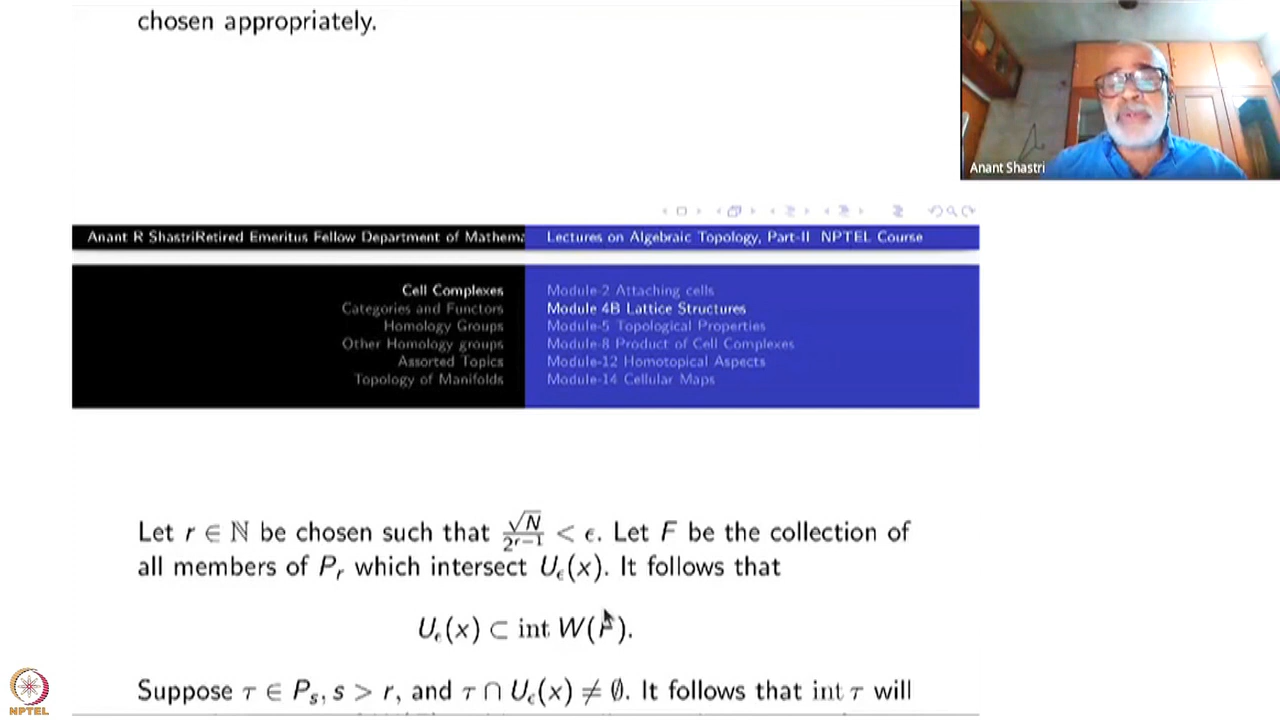 chosen appropriately.
Anant Shastri
Anant R ShastriRetired Emeritus Fellow Department of Mathema
Lectures on Algebraic Topology, Part-II NPTEL Course
Cell Complexes
Categories and Functors
Homology Groups
Other Homology groups
Assorted Topics
Topology of Manifolds
Module-2 Attaching cells
Module 4B Lattice Structures
Module-5 Topological Properties
Module-8 Product of Cell Complexes
Module-12 Homotopical Aspects
Module-14 Cellular Maps
Let r ∈ ℕ be chosen such that √N/2^{r−1} < ϵ. Let F be the collection of
all members of P_r which intersect U_ϵ(x). It follows that
U_ϵ(x) ⊂ int W(F).
Suppose τ ∈ P_s, s > r, and τ ∩ U_ϵ(x) ≠ ∅. It follows that int τ will
NPTEL